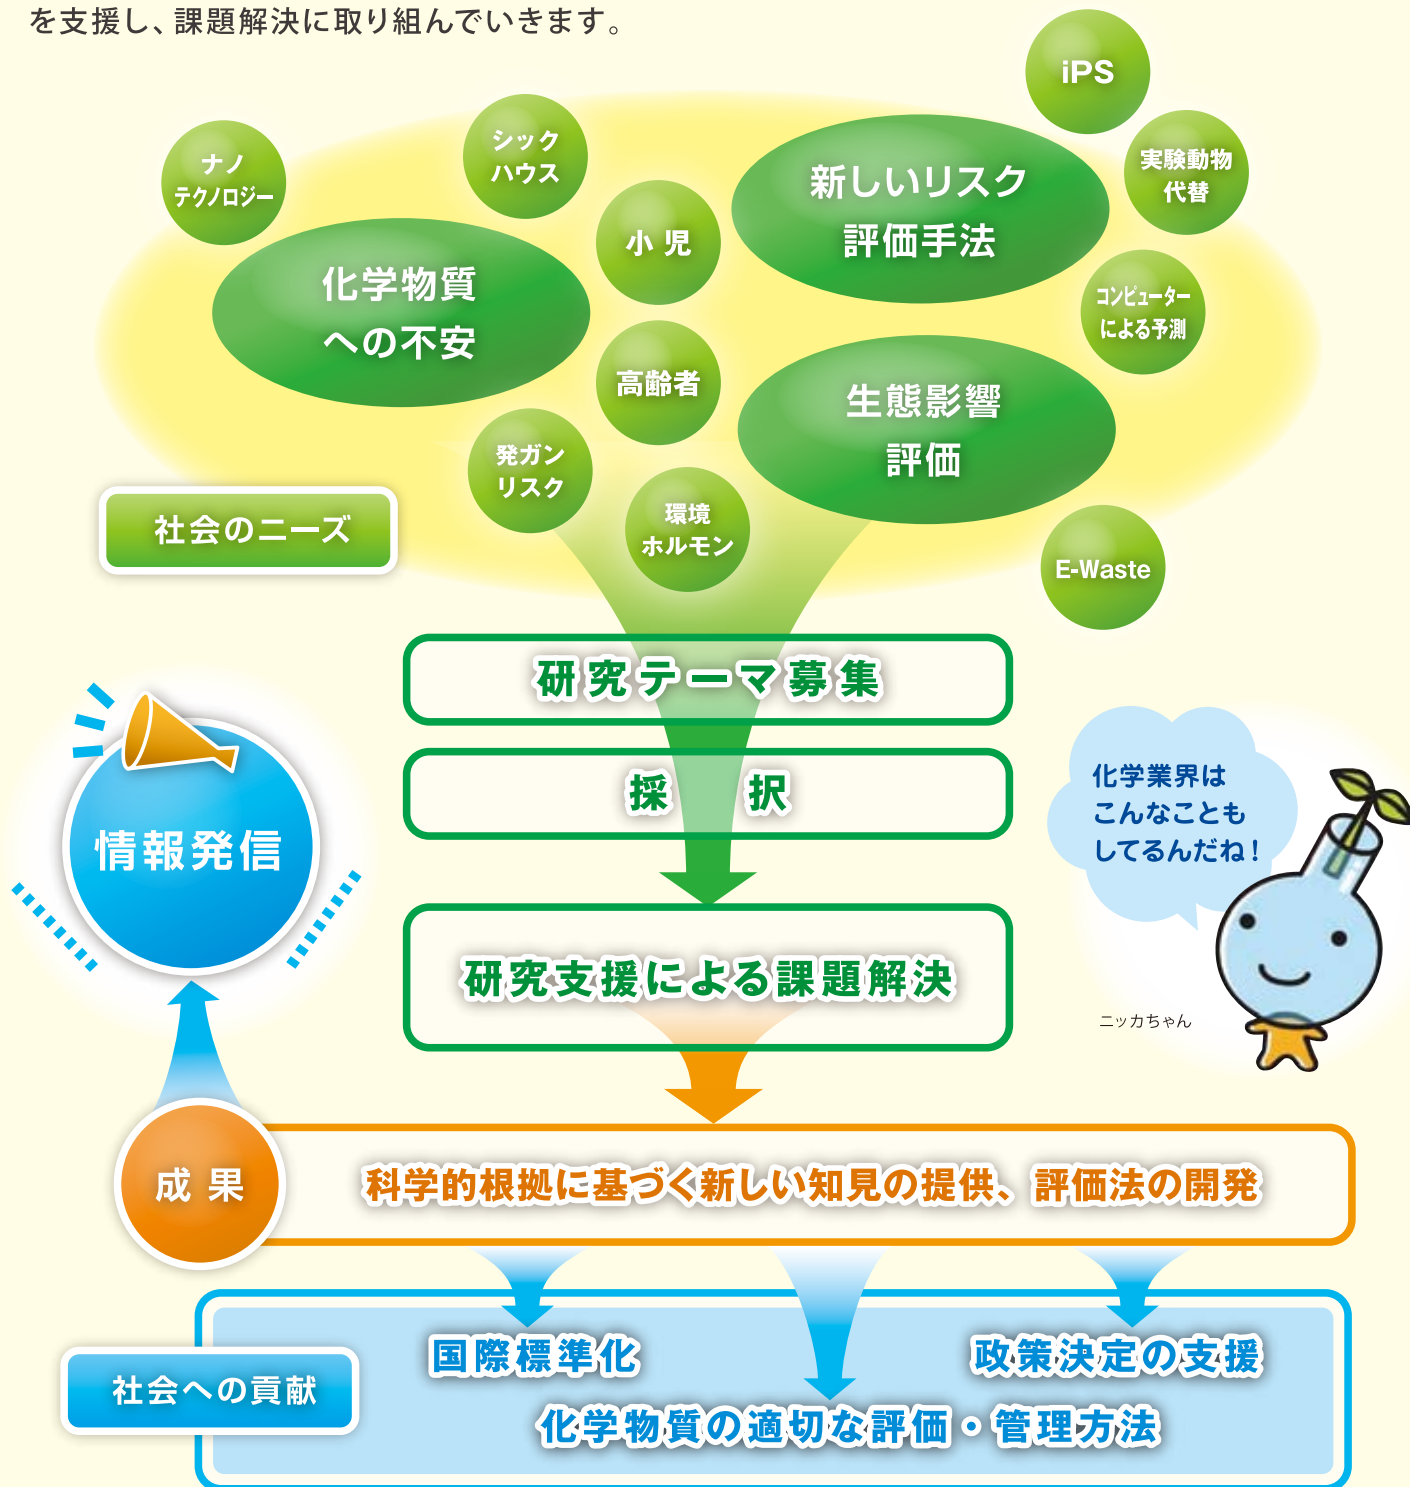 を支援し、課題解決に取り組んでいきます。
iPS
ナノ
テクノロジー
シック
ハウス
新しいリスク
評価手法
実験動物
代替
小 児
化学物質
への不安
コンピューター
による予測
高齢者
生態影響
評価
発ガン
リスク
環境
ホルモン
社会のニーズ
E-Waste
研究テーマ募集
採 択
化学業界は
こんなことも
してるんだね！
情報発信
研究支援による課題解決
ニッカちゃん
成 果
科学的根拠に基づく新しい知見の提供、評価法の開発
国際標準化
政策決定の支援
社会への貢献
化学物質の適切な評価・管理方法